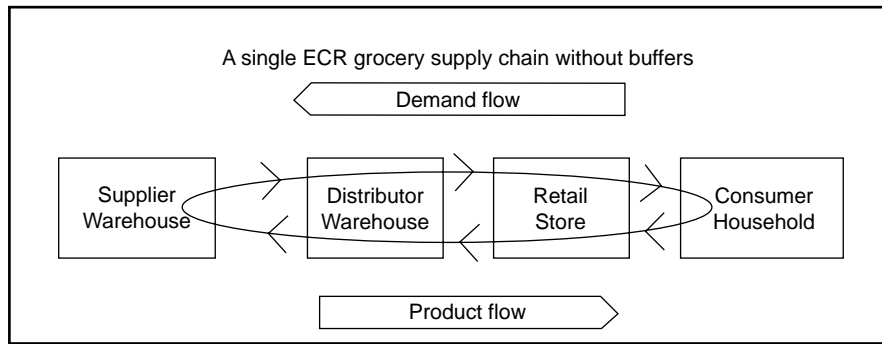 A single ECR grocery supply chain without buffers
Demand flow
Supplier
Warehouse
Distributor
Warehouse
Retail
Store
Consumer
Household
Product flow